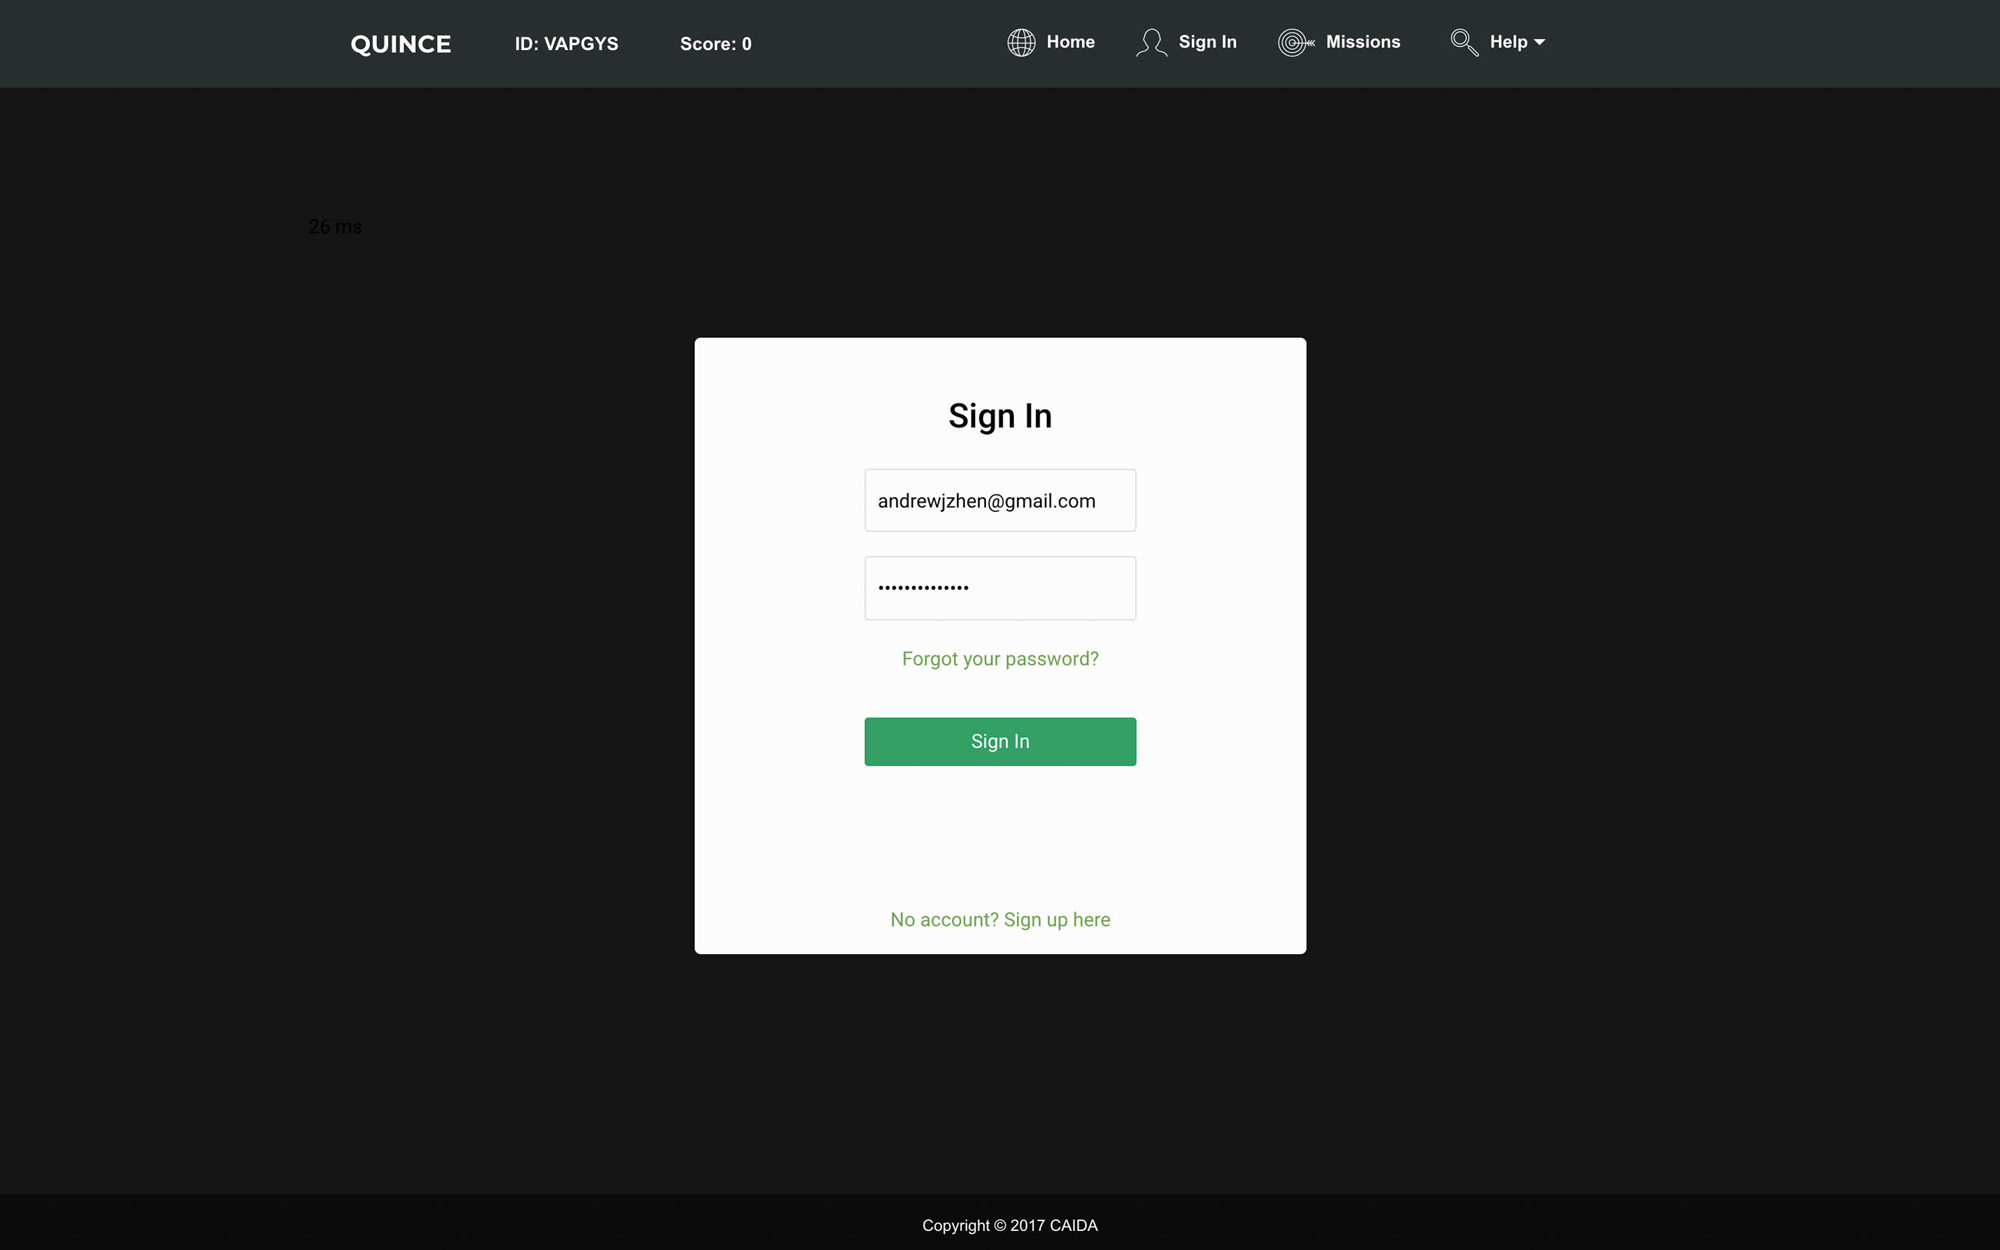 QUINCE ID: VAPGYS Score: 0 Home Sign In Missions Help
26 ms
Sign In
andrewjzhen@gmail.com
••••••••••••••
Forgot your password?
Sign In
No account? Sign up here
Copyright © 2017 CAIDA